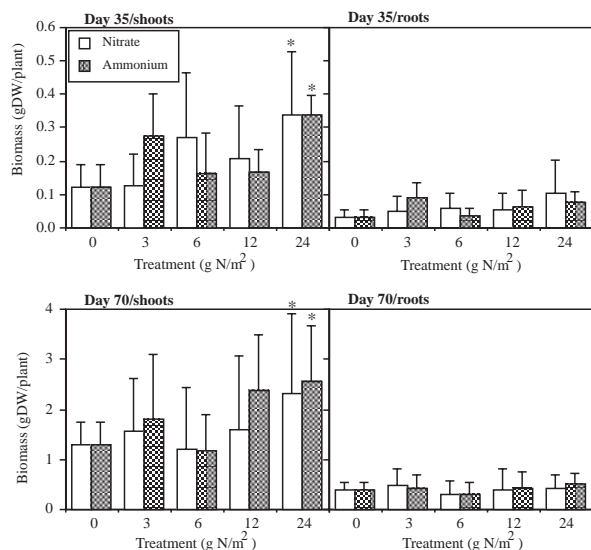 Day 35/shoots
Day 35/roots
Nitrate
Ammonium
Biomass (gDW/plant)
0.6
0.5
0.4
0.3
0.2
0.1
0.0
*
*
0 3 6 12 24
0 3 6 12 24
Treatment (g N/m2 )
Treatment (g N/m2 )
Day 70/shoots
Day 70/roots
Biomass (gDW/plant)
4
3
2
1
0
*
*
0 3 6 12 24
0 3 6 12 24
Treatment (g N/m2 )
Treatment (g N/m2 )